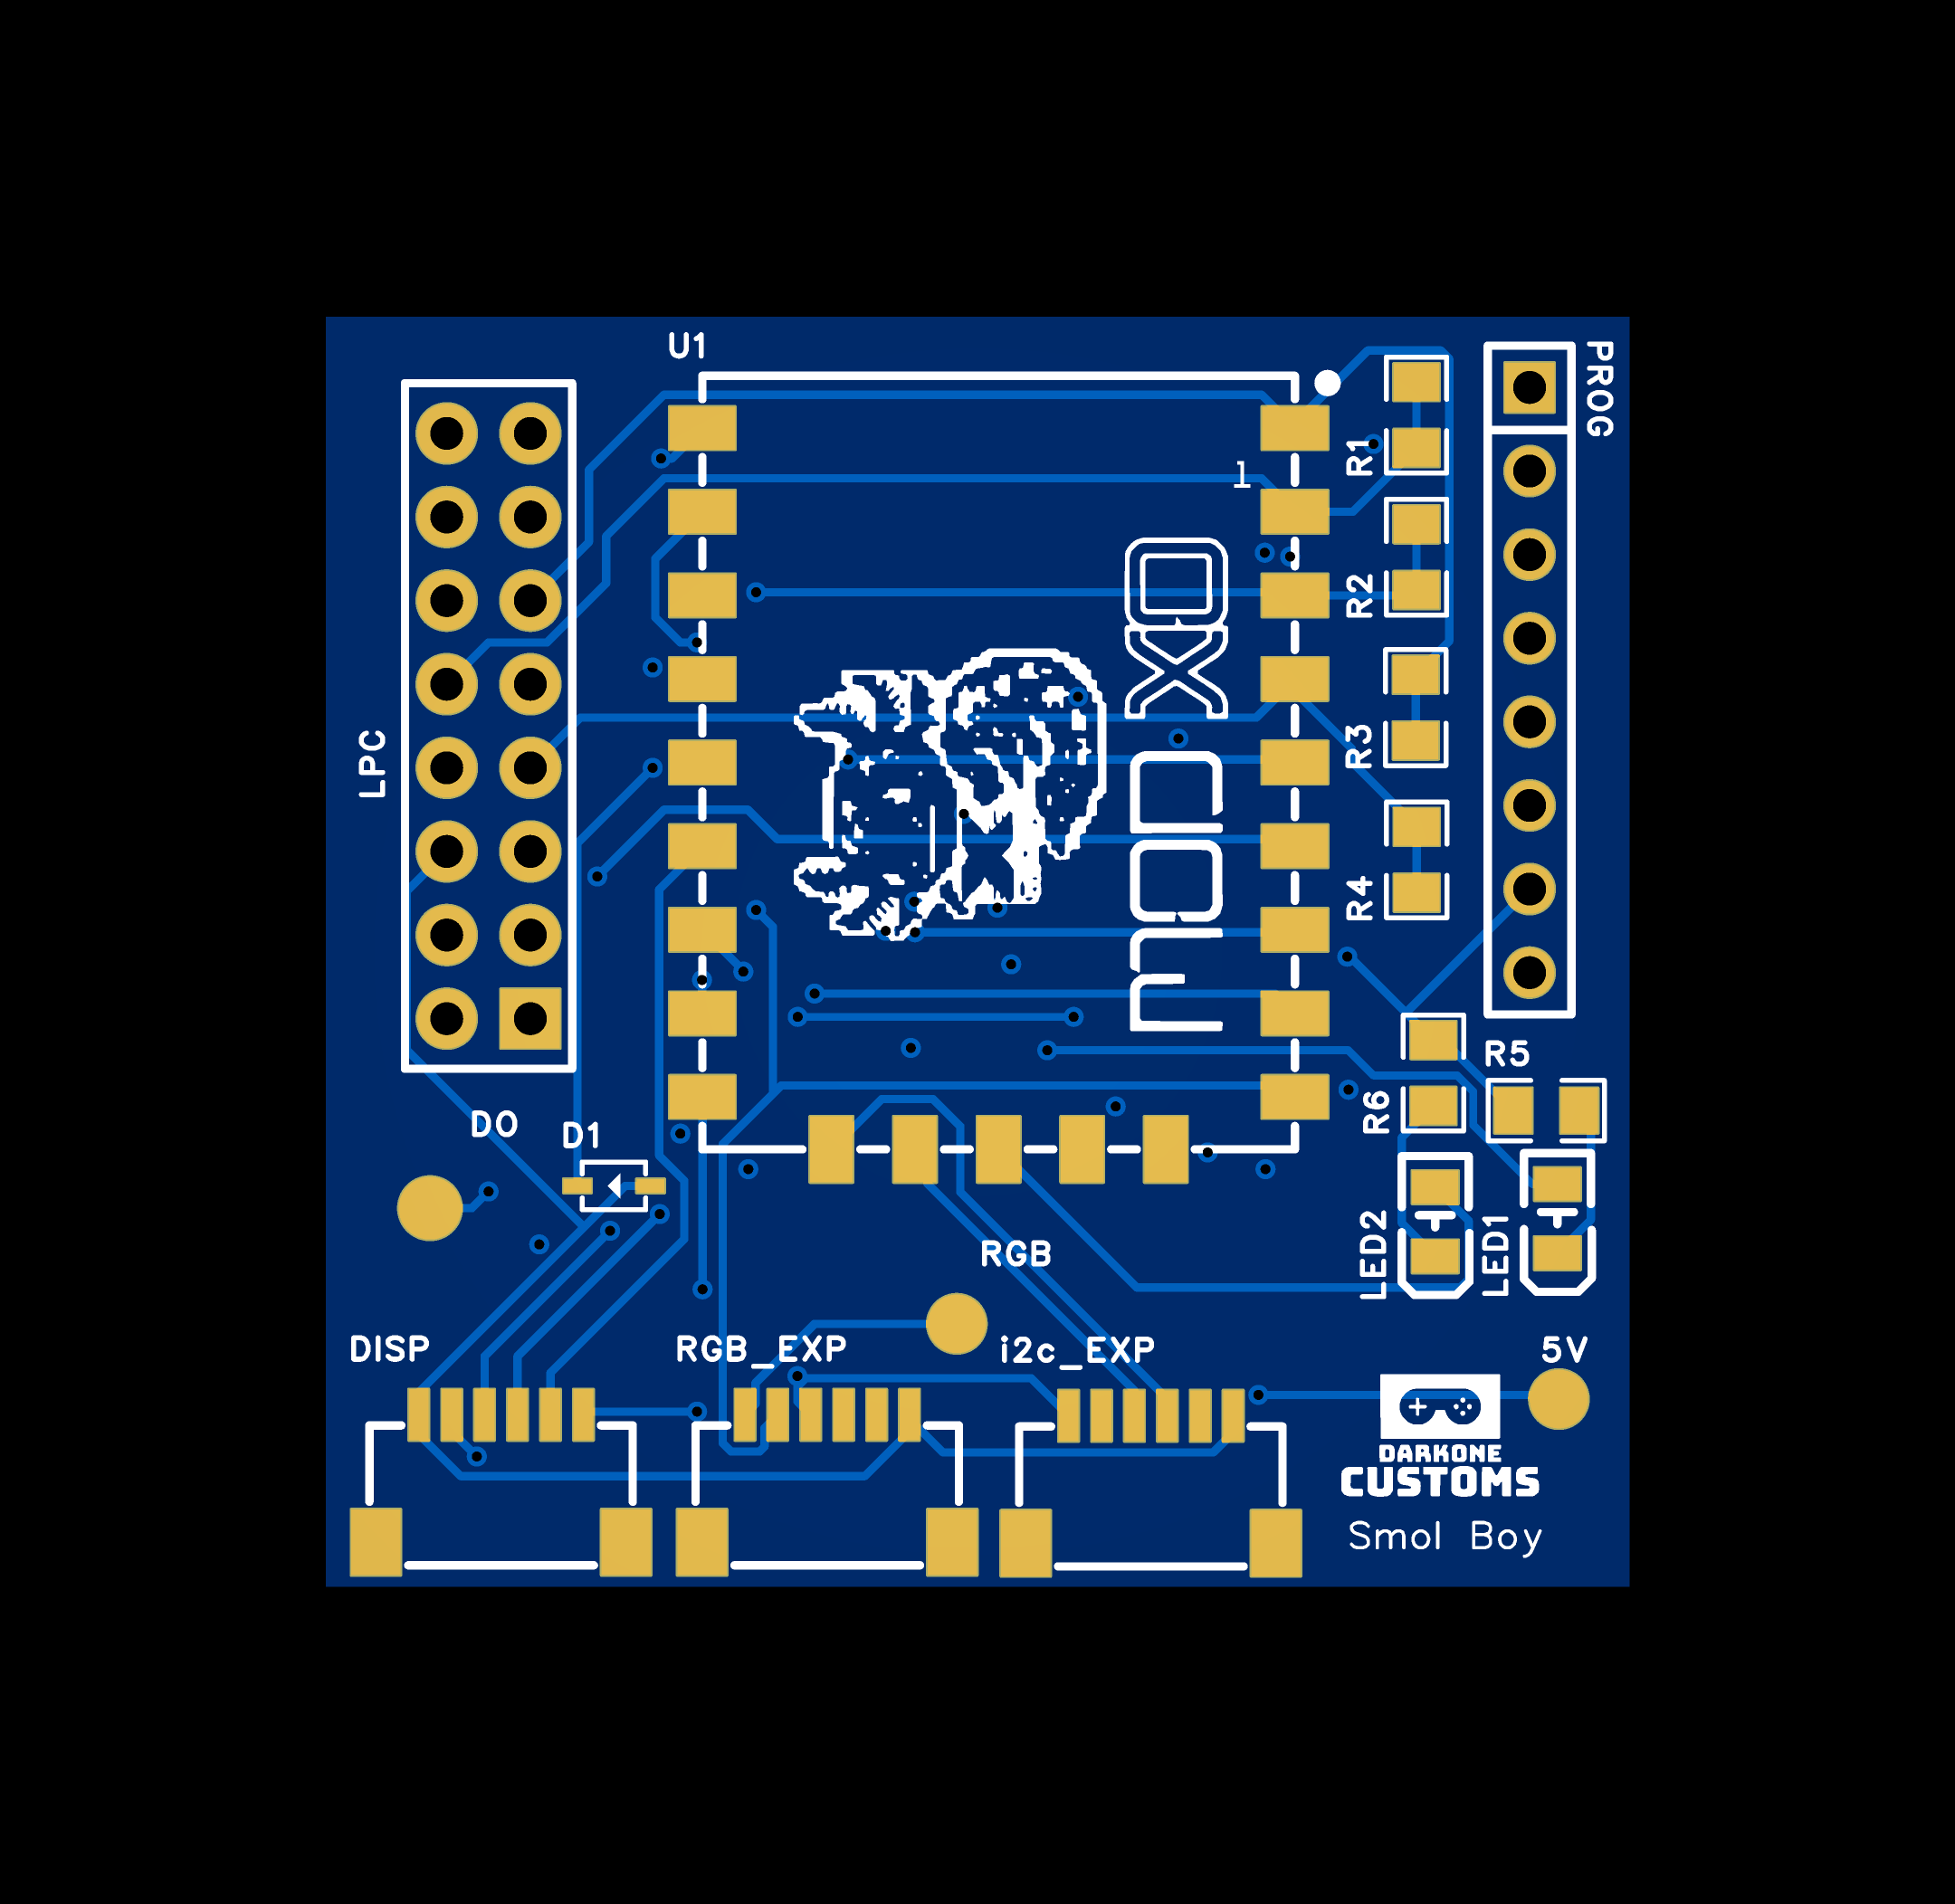 U1
PROG
1
R1
R2
MODXO
R3
LPC
R4
R5
R6
D0
D1
LED2
LED1
RGB
DISP
RGB_EXP
i2c_EXP
5V
DARKONE
CUSTOMS
Smol Boy